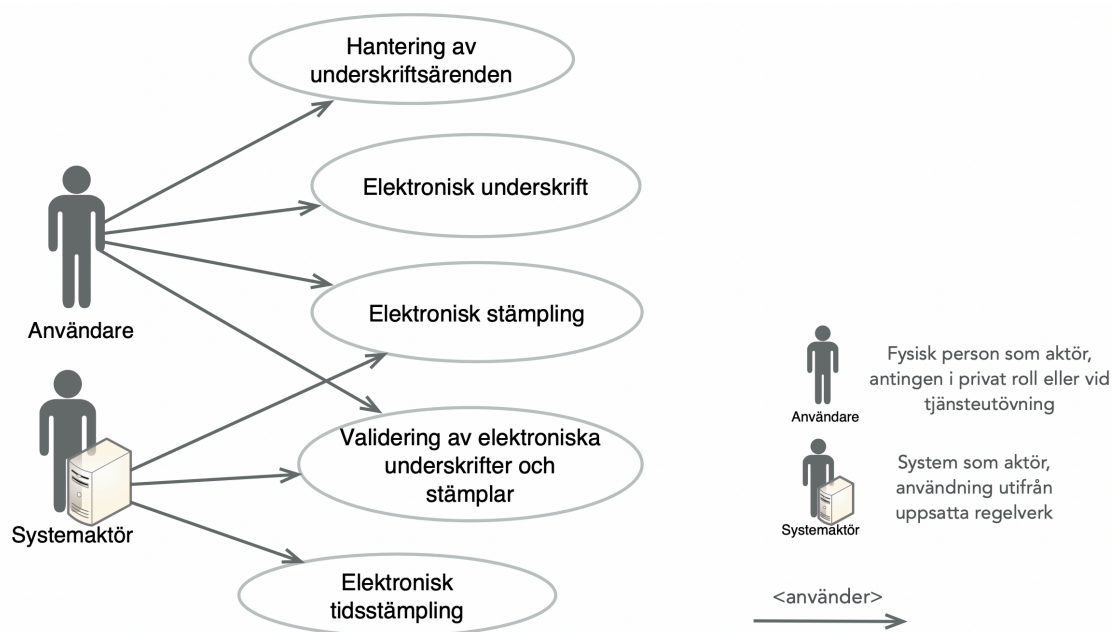 Hantering av
underskriftsärenden
Elektronisk underskrift
Elektronisk stämpling
Användare
Validering av elektroniska
underskrifter och
stämplar
Systemaktör
Elektronisk
tidsstämpling
Användare
Fysisk person som aktör,
antingen i privat roll eller vid
tjänsteutövning
Systemaktör
System som aktör,
användning utifrån
uppsatta regelverk
<använder>